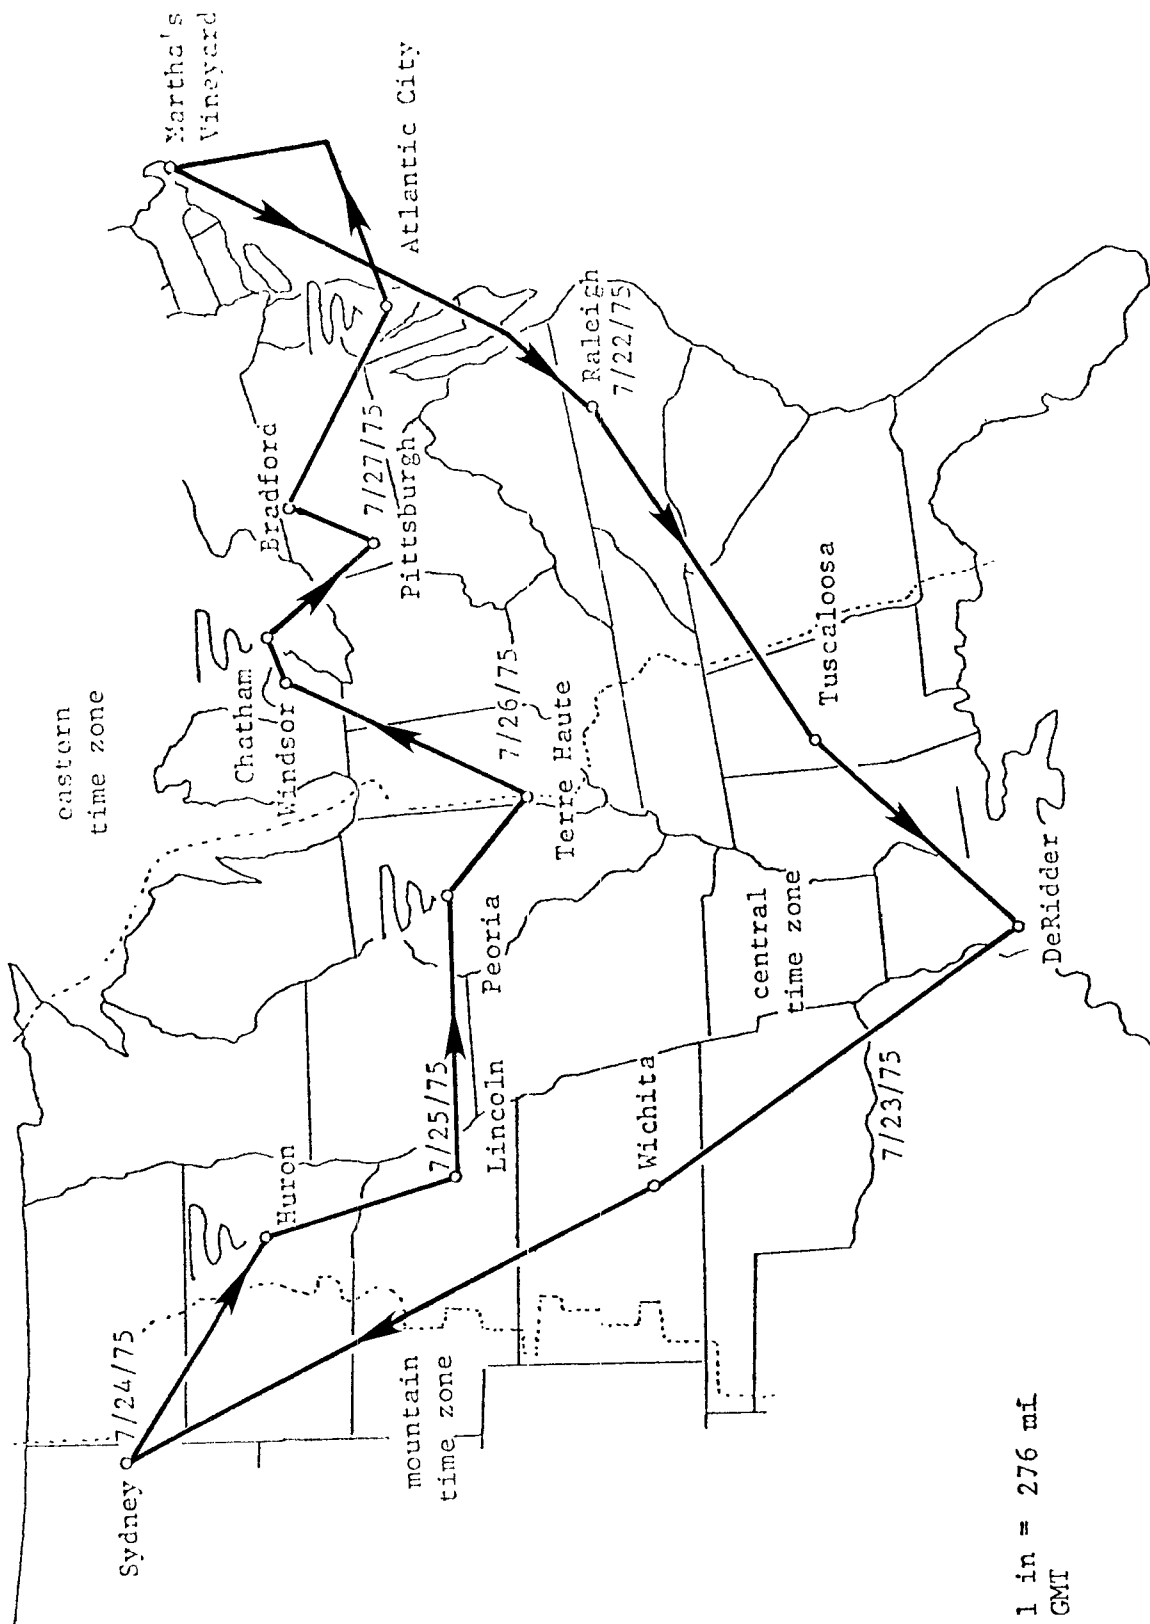 Martha's
Vineyard
Atlantic City
Raleigh
7/22/75
Bradford
7/27/75
Pittsburgh
Tuscaloosa
eastern
time zone
Chatham
Windsor
7/26/75
Terre Haute
DeRidder
Peoria
central
time zone
7/25/75
Lincoln
Wichita
7/23/75
Huron
7/24/75
Sydney
mountain
time zone
1 in = 276 mi
GMT